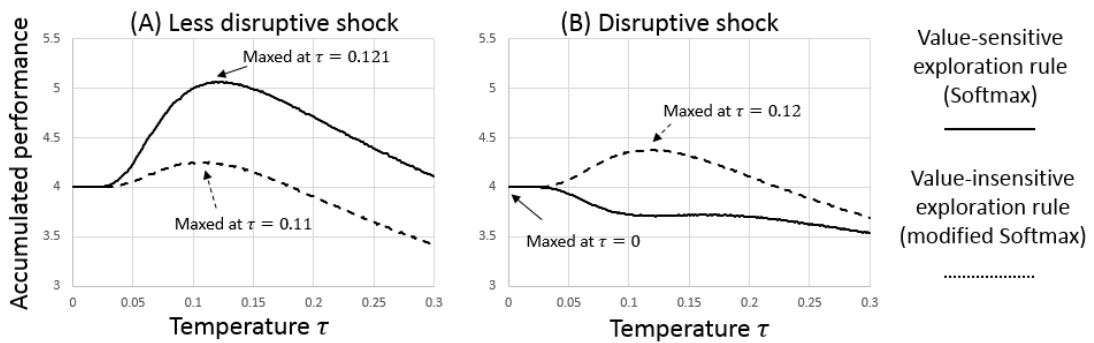 (A) Less disruptive shock
Accumulated performance
5.5
5
4.5
4
3.5
3
0
0.05
0.1
0.15
0.2
0.25
0.3
Maxed at τ = 0.121
Maxed at τ = 0.11
Temperature τ
(B) Disruptive shock
5.5
5
4.5
4
3.5
3
0
0.05
0.1
0.15
0.2
0.25
0.3
Maxed at τ = 0.12
Maxed at τ = 0
Temperature τ
Value-sensitive
exploration rule
(Softmax)
Value-insensitive
exploration rule
(modified Softmax)